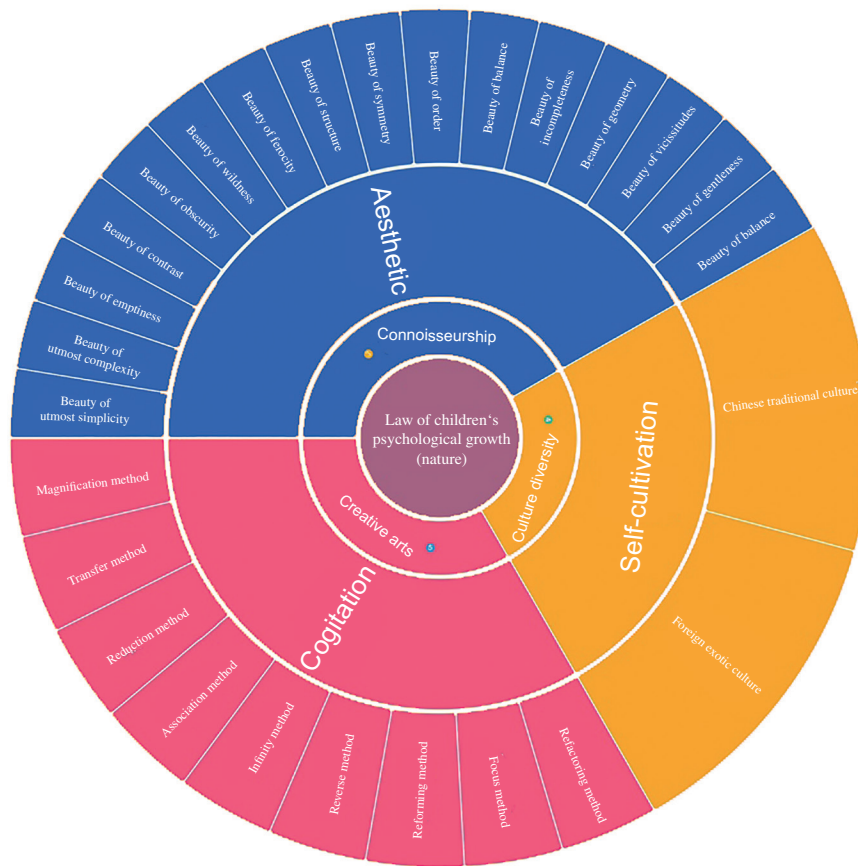 Beauty of
utmost simplicity
Beauty of
utmost complexity
Beauty of emptiness
Beauty of contrast
Beauty of obscurity
Beauty of wildness
Beauty of ferocity
Beauty of structure
Beauty of symmetry
Beauty of order
Beauty of balance
Beauty of
incompleteness
Beauty of geometry
Beauty of vicissitudes
Beauty of gentleness
Beauty of balance
Aesthetic
Connoisseurship
Law of children‘s
psychological growth
(nature)
Culture diversity
Self-cultivation
Chinese traditional culture
Foreign exotic culture
Creative arts
5
Cogitation
Magnification method
Transfer method
Reduction method
Association method
Infinity method
Reverse method
Reforming method
Focus method
Refactoring method